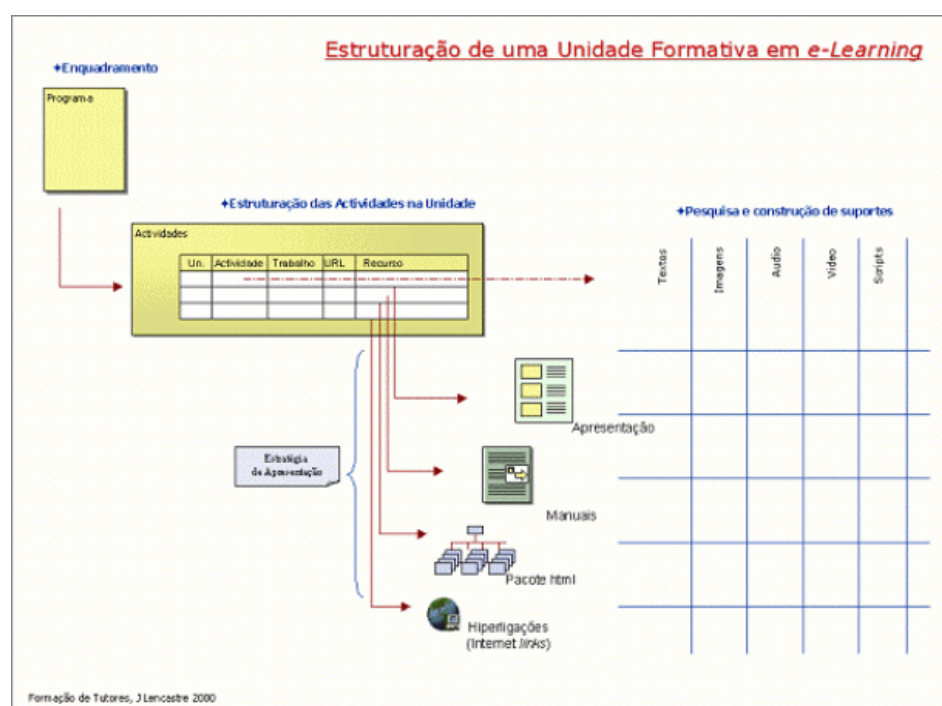 Estruturação de uma Unidade Formativa em e-Learning
+Enquadramento
Programa
+Estruturação das Actividades na Unidade
Actividades
Un. Actividade Trabalho URL Recurso
+Pesquisa e construção de suportes
Textos
Imagens
Audio
Video
Scripts
Estratégia
de Apresentação
Apresentação
Manuais
Pacote html
Hiperligações
(Internet links)
Formação de Tutores, J Lencastre 2000